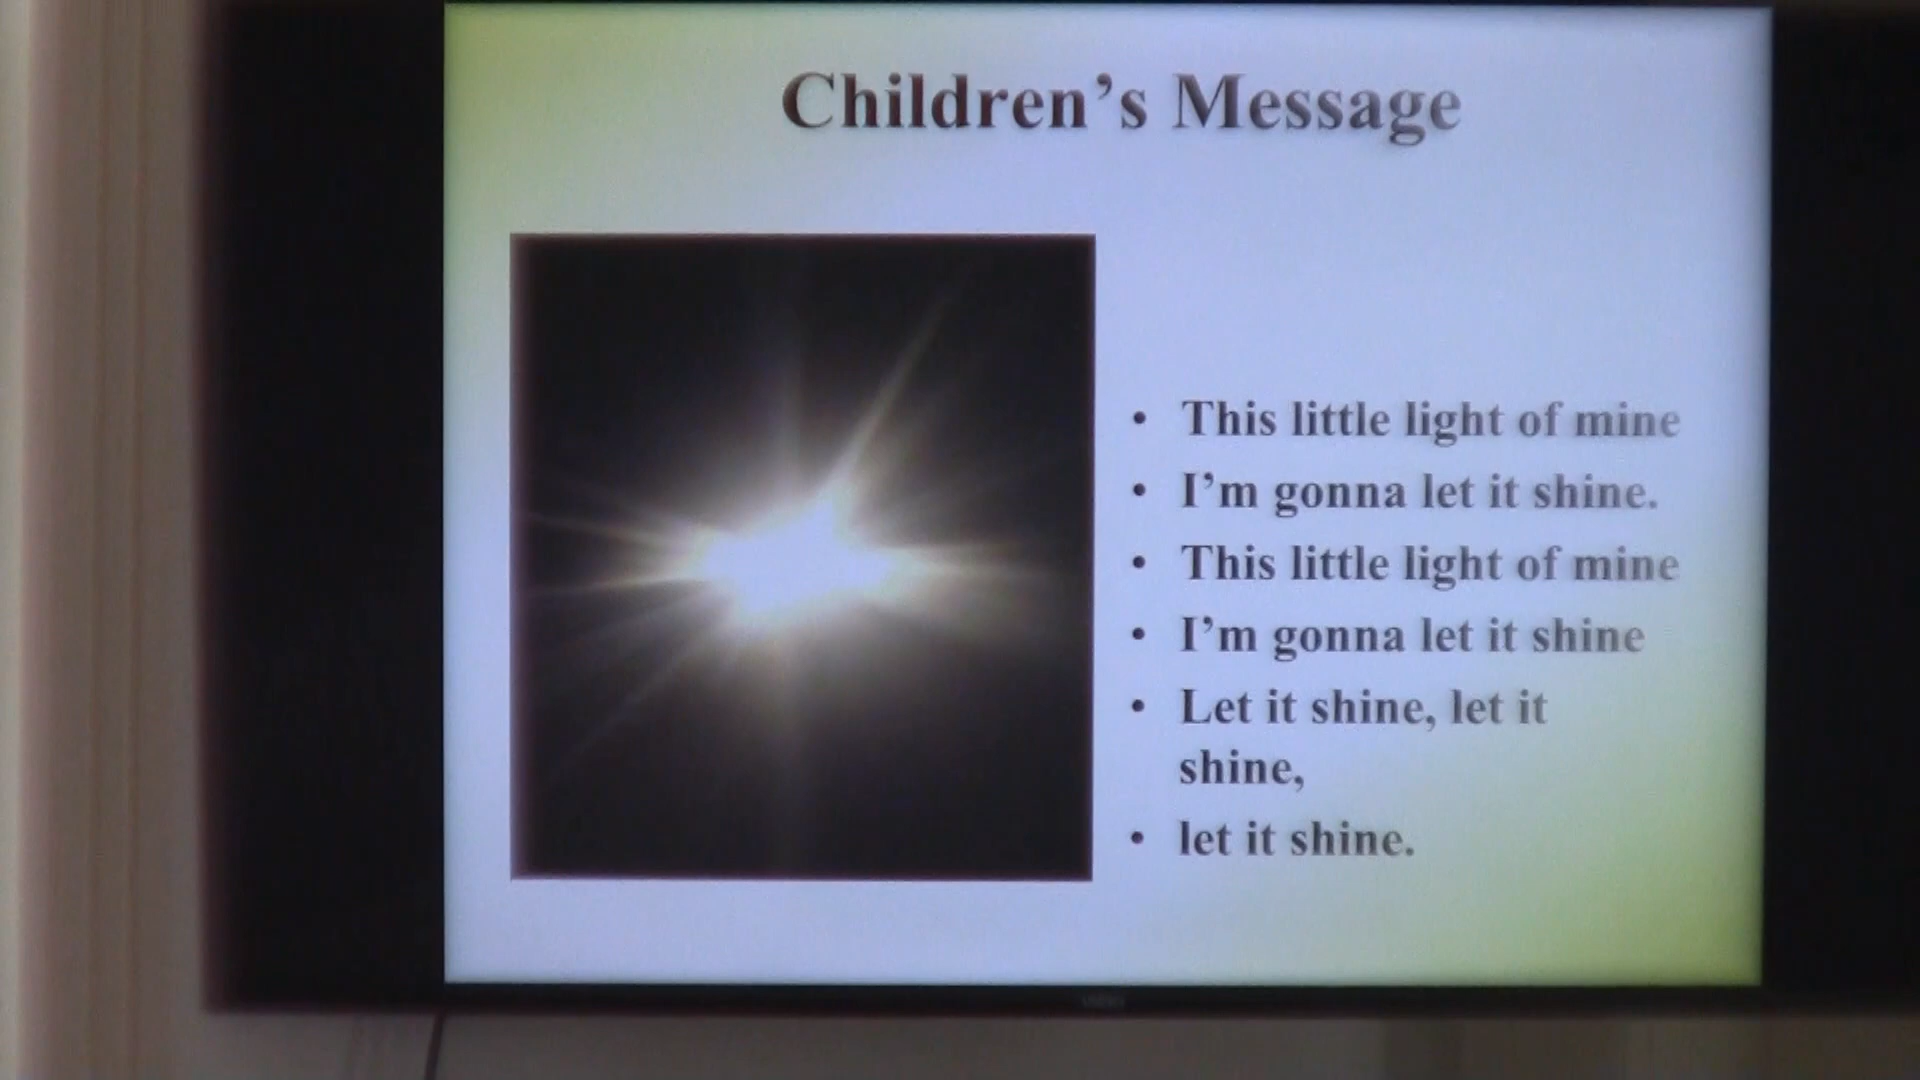 Children’s Message
• This little light of mine
• I’m gonna let it shine.
• This little light of mine
• I’m gonna let it shine
• Let it shine, let it
shine,
• let it shine.